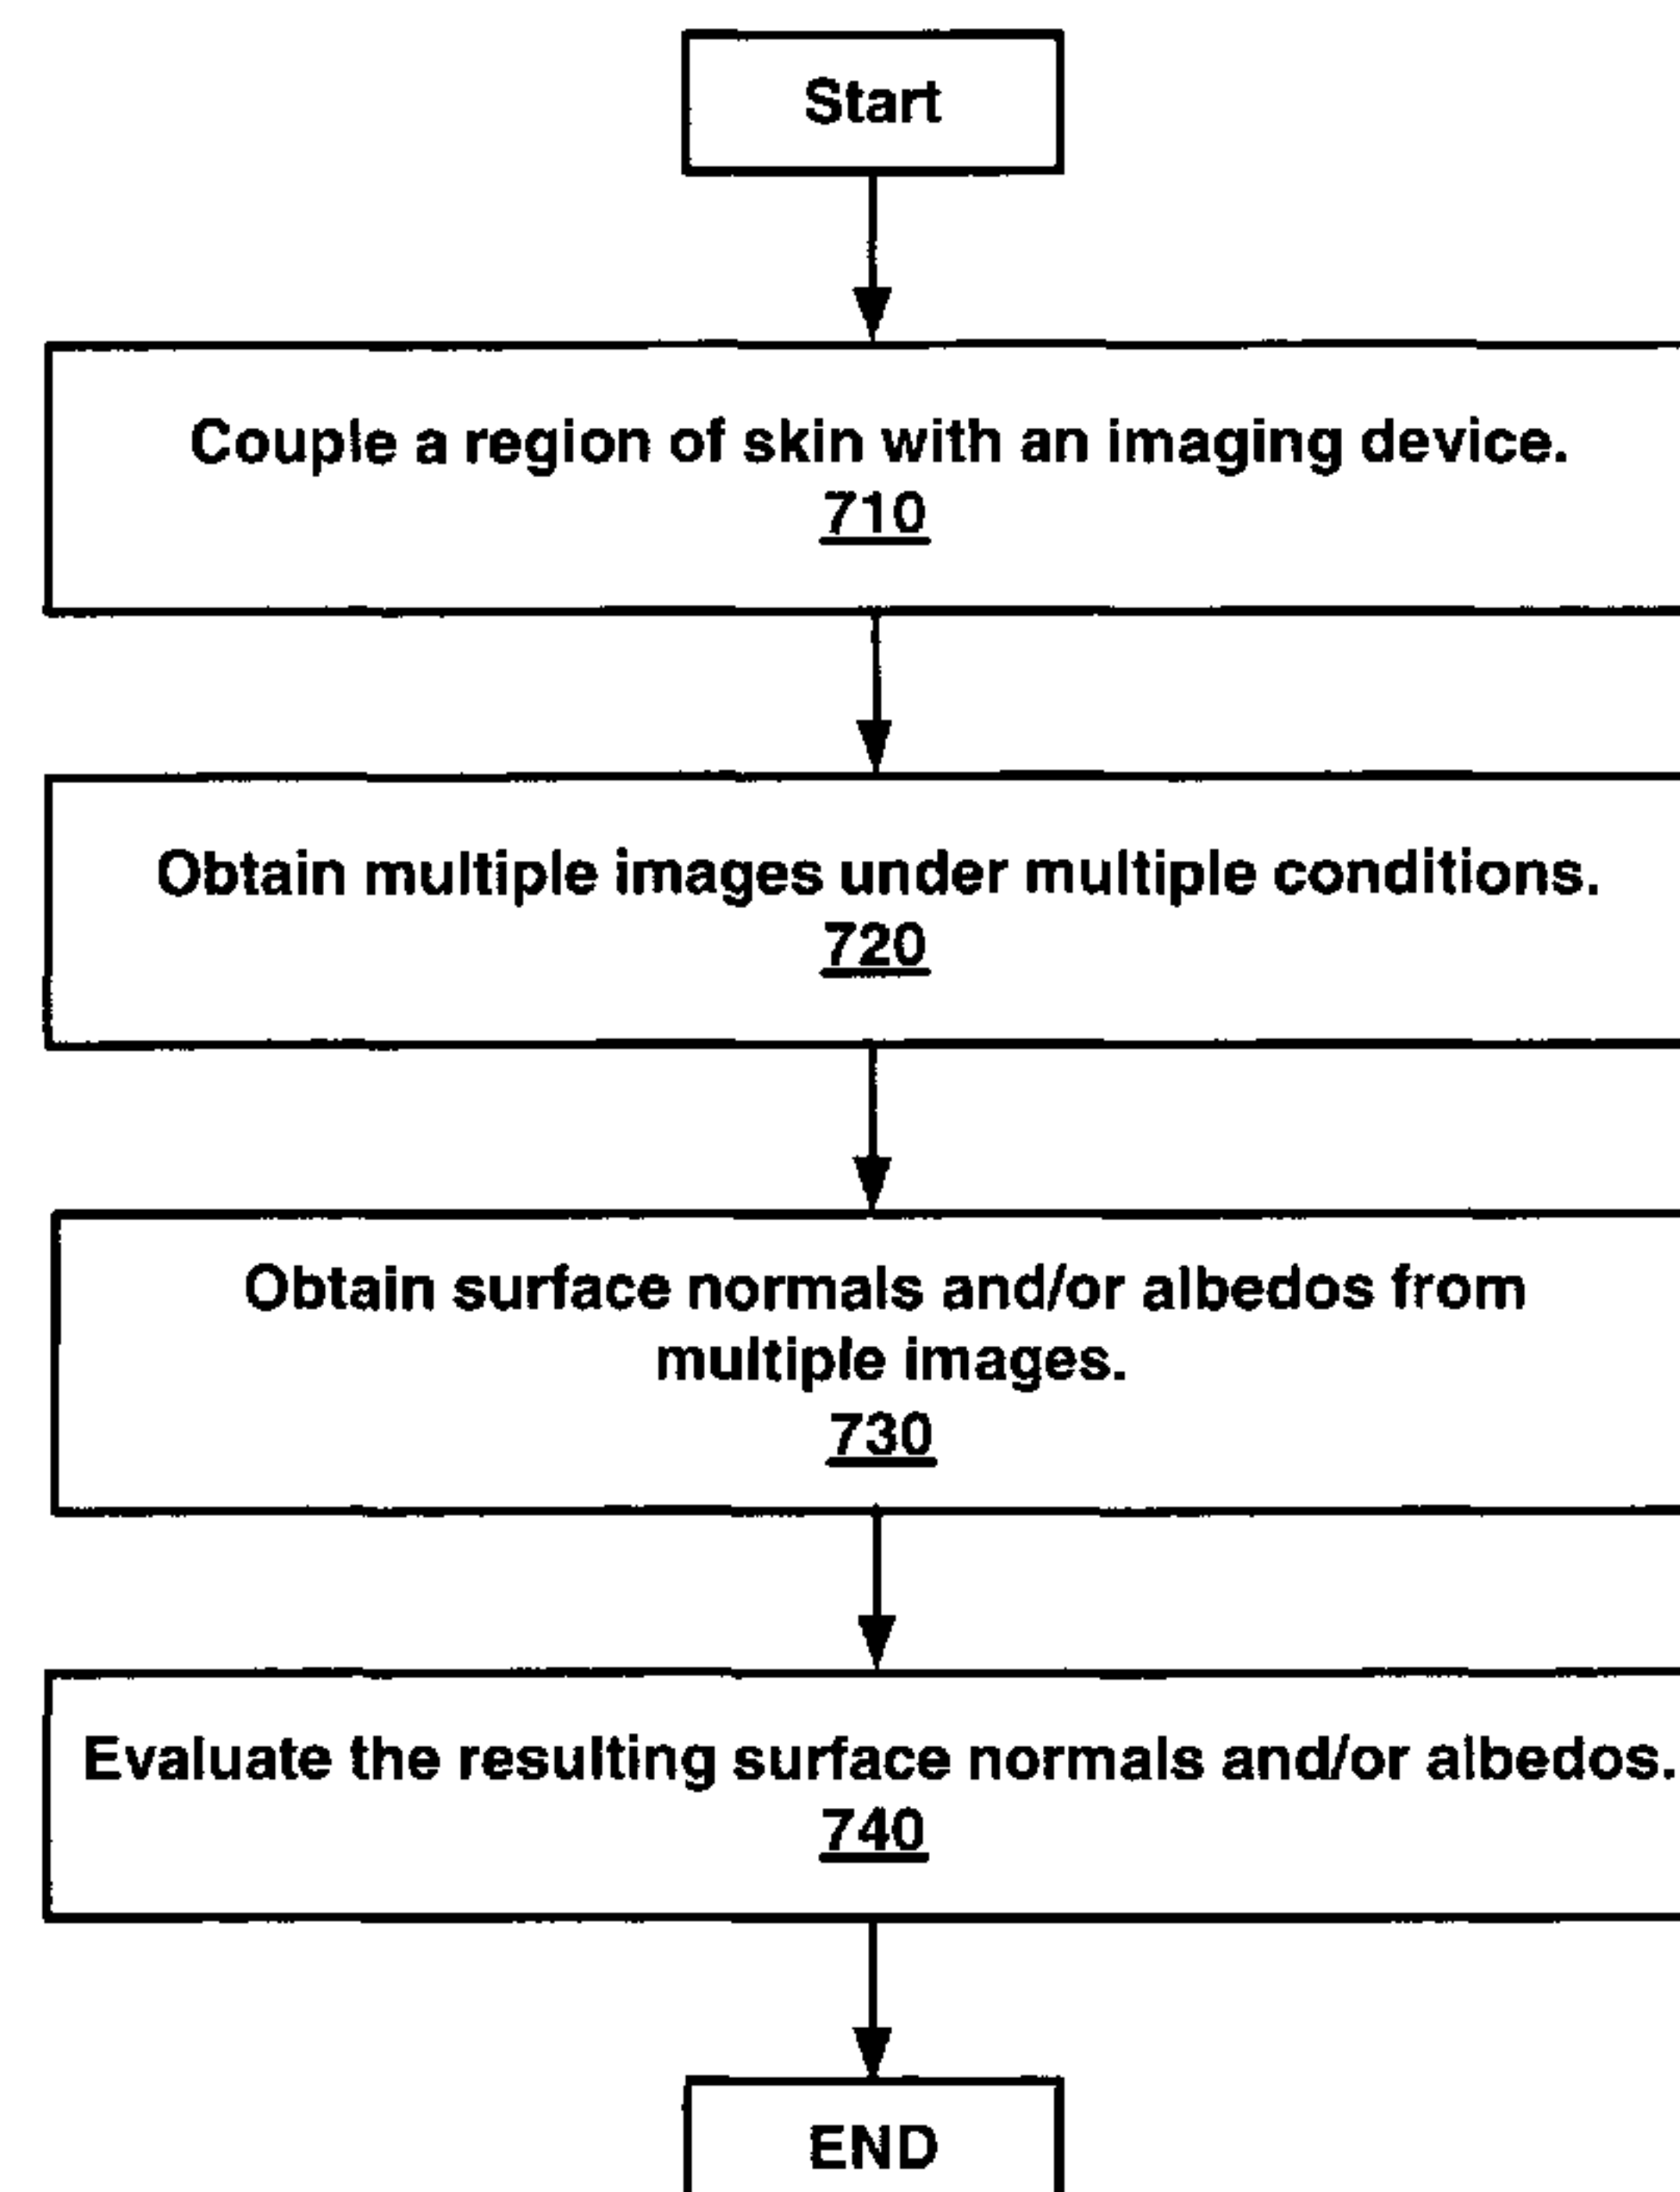 Start
Couple a region of skin with an imaging device.
710
Obtain multiple images under multiple conditions.
720
Obtain surface normals and/or albedos from
multiple images.
730
Evaluate the resulting surface normals and/or albedos.
740
END